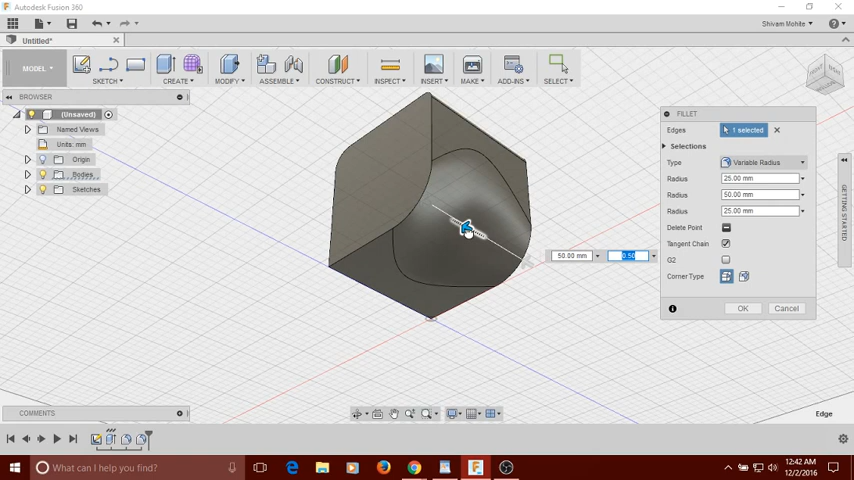 Autodesk Fusion 360
Shivam Mohite
Untitled*
MODEL
SKETCH
CREATE
MODIFY
ASSEMBLE
CONSTRUCT
INSPECT
INSERT
MAKE
ADD-INS
SELECT
BROWSER
(Unsaved)
Named Views
Units: mm
Origin
Bodies
Sketches
FILLET
Edges 1 selected
Selections
Type Variable Radius
Radius 25.00 mm
Radius 50.00 mm
Radius 25.00 mm
Delete Point
Tangent Chain
G2
Corner Type
OK Cancel
50.00 mm 0.50
GETTING STARTED
COMMENTS
Edge
What can I help you find?
12:42 AM
12/2/2016